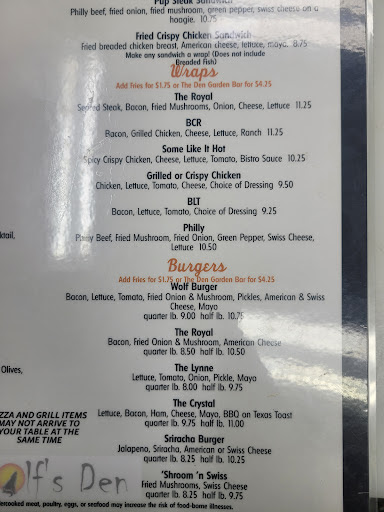 Pup Steak Sandwich
Philly beef, fried onion, fried mushroom, green pepper, swiss cheese on a
hoagie. 10.75
Fried Crispy Chicken Sandwich
Fried breaded chicken breast, American cheese, lettuce, mayo. 8.75
Make any sandwich a wrap! (Does not include
Breaded Fish)
Wraps
Add Fries for $1.75 or The Den Garden Bar for $4.25
The Royal
Steak, Bacon, Fried Mushrooms, Onion, Cheese, Lettuce 11.25
BCR
Bacon, Grilled Chicken, Cheese, Lettuce, Ranch 11.25
Some Like It Hot
Spicy Crispy Chicken, Cheese, Lettuce, Tomato, Bistro Sauce 10.25
Grilled or Crispy Chicken
Chicken, Lettuce, Tomato, Cheese, Choice of Dressing 9.50
BLT
Bacon, Lettuce, Tomato, Choice of Dressing 9.25
Philly
Philly Beef, Fried Mushroom, Fried Onion, Green Pepper, Swiss Cheese,
Lettuce 10.50
ktail,
Burgers
Add Fries for $1.75 or The Den Garden Bar for $4.25
Wolf Burger
Bacon, Lettuce, Tomato, Fried Onion & Mushroom, Pickles, American & Swiss
Cheese, Mayo
quarter lb. 9.00 half lb. 10.75
The Royal
Bacon, Fried Onion & Mushroom, American Cheese
quarter lb. 8.50 half lb. 10.50
The Lynne
Lettuce, Tomato, Onion, Pickle, Mayo
quarter lb. 8.00 half lb. 9.75
Olives,
The Crystal
Lettuce, Bacon, Ham, Cheese, Mayo, BBQ on Texas Toast
quarter lb. 9.75 half lb. 11.00
ZZA AND GRILL ITEMS
MAY NOT ARRIVE TO
YOUR TABLE AT THE
SAME TIME
Sriracha Burger
Jalapeno, Sriracha, American or Swiss Cheese
quarter lb. 8.25 half lb. 10.25
'Shroom 'n Swiss
Fried Mushrooms, Swiss Cheese
quarter lb. 8.25 half lb. 9.75
lf's Den
dercooked meat, poultry, eggs, or seafood may increase the risk of food-borne illnesses.